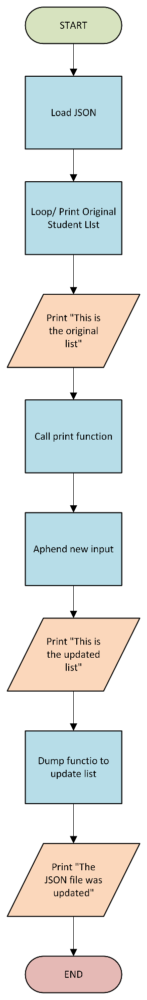 START
Load JSON
Loop/ Print Original
Student LIst
Print "This is
the original
list"
Call print function
Aphend new input
Print "This is
the updated
list"
Dump functio to
update list
Print "The
JSON file was
updated"
END